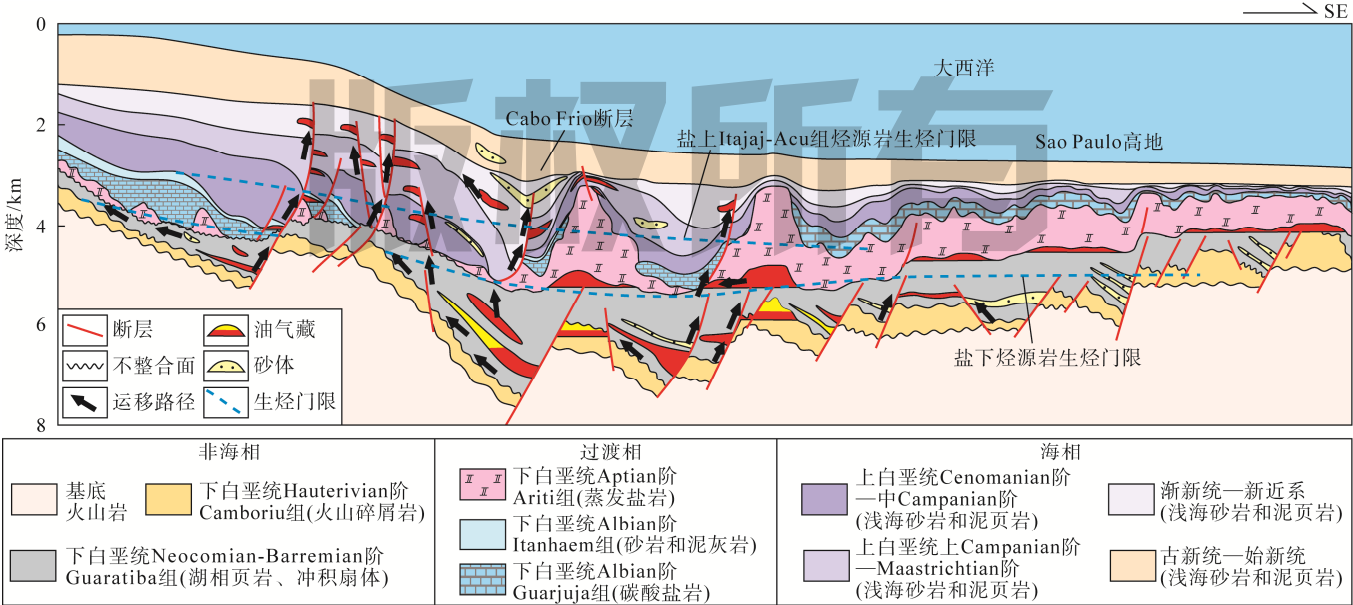 SE
0
2
4
6
8
深度/km
版权所有
大西洋
Cabo Frio断层
盐上Itajaj-Acu组烃源岩生烃门限
Sao Paulo高地
盐下烃源岩生烃门限
断层
油气藏
不整合面
砂体
运移路径
生烃门限
非海相
基底
火山岩
下白垩统Hauterivian阶
Camboriu组(火山碎屑岩)
下白垩统Neocomian-Barremian阶
Guaratiba组(湖相页岩、冲积扇体)
过渡相
下白垩统Aptian阶
Ariti组(蒸发盐岩)
下白垩统Albian阶
Itanhaem组(砂岩和泥灰岩)
下白垩统Albian阶
Guarjuja组(碳酸盐岩)
海相
上白垩统Cenomanian阶
—中Campanian阶
(浅海砂岩和泥页岩)
上白垩统上Campanian阶
—Maastrichtian阶
(浅海砂岩和泥页岩)
渐新统—新近系
(浅海砂岩和泥页岩)
古新统—始新统
(浅海砂岩和泥页岩)